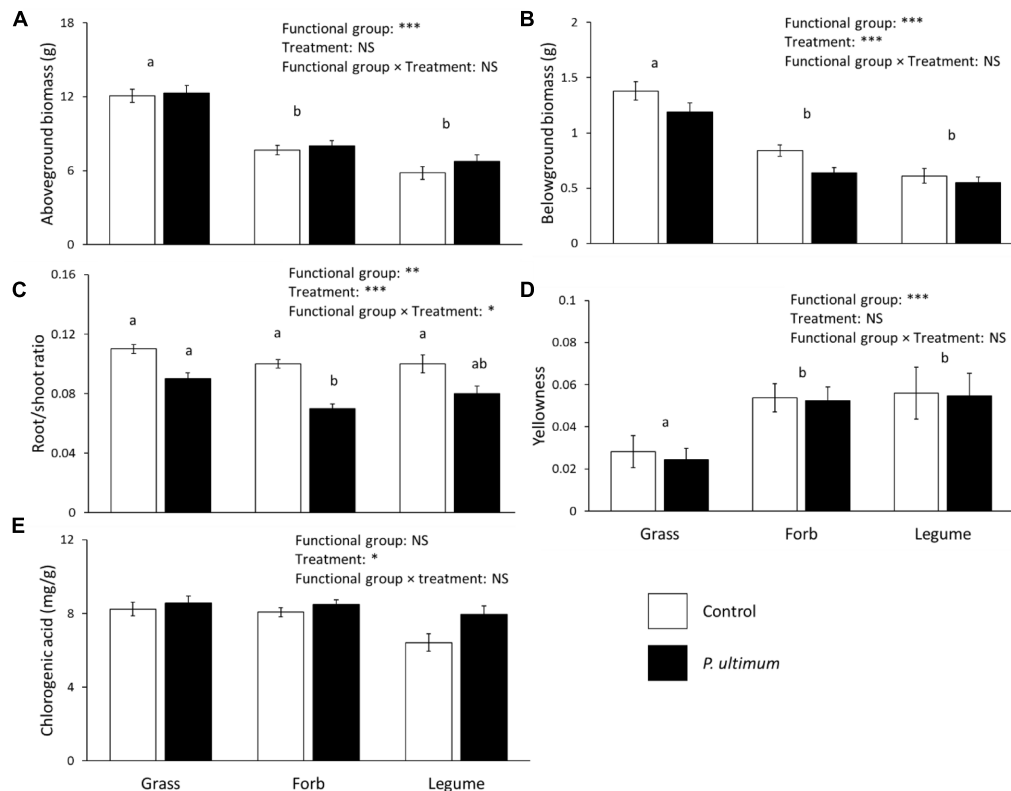 A
18
12
6
0
Aboveground biomass (g)
Functional group: ***
Treatment: NS
Functional group × Treatment: NS
a
b
b
B
2
1.5
1
0.5
0
Belowground biomass (g)
Functional group: ***
Treatment: ***
Functional group × Treatment: NS
a
b
b
C
0.16
0.12
0.08
0.04
0
Root/shoot ratio
Functional group: **
Treatment: ***
Functional group × Treatment: *
a
a
a
b
a
ab
D
0.1
0.08
0.06
0.04
0.02
0
Yellowness
Functional group: ***
Treatment: NS
Functional group × Treatment: NS
a
b
b
Grass Forb Legume
E
12
8
4
0
Chlorogenic acid (mg/g)
Functional group: NS
Treatment: *
Functional group × treatment: NS
Grass Forb Legume
Control
P. ultimum